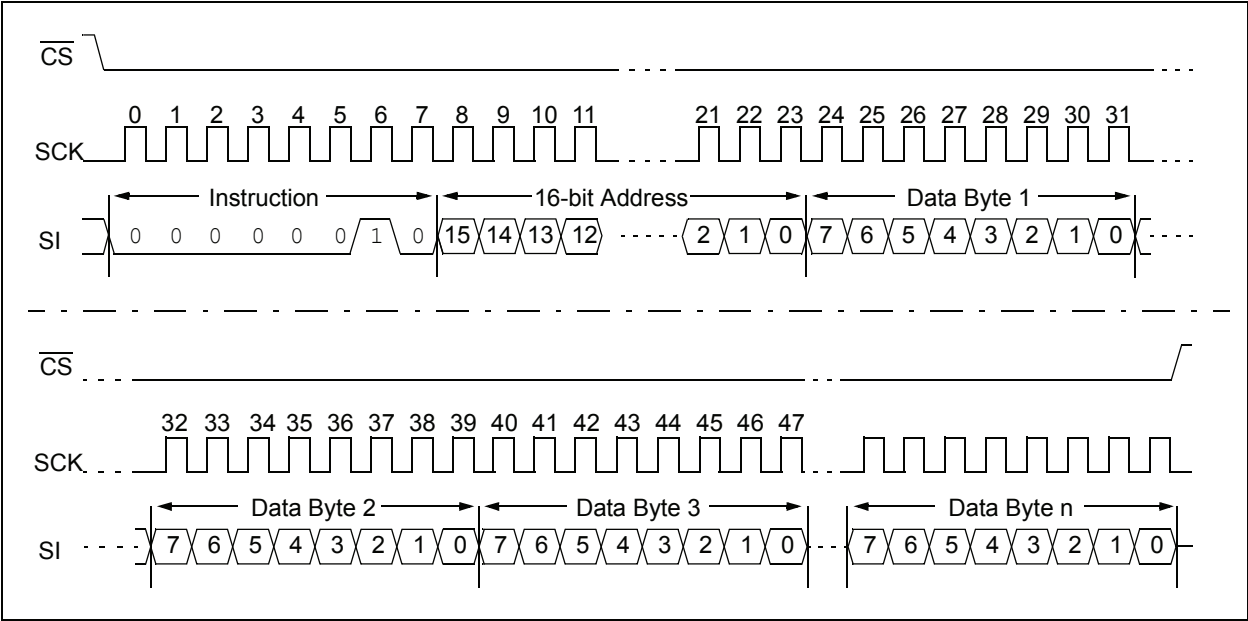 CS
0 1 2 3 4 5 6 7 8 9 10 11 21 22 23 24 25 26 27 28 29 30 31
SCK
Instruction 16-bit Address Data Byte 1
SI 0 0 0 0 0 0 1 0 15 14 13 12 2 1 0 7 6 5 4 3 2 1 0
CS
32 33 34 35 36 37 38 39 40 41 42 43 44 45 46 47
SCK
Data Byte 2 Data Byte 3 Data Byte n
SI 7 6 5 4 3 2 1 0 7 6 5 4 3 2 1 0 7 6 5 4 3 2 1 0